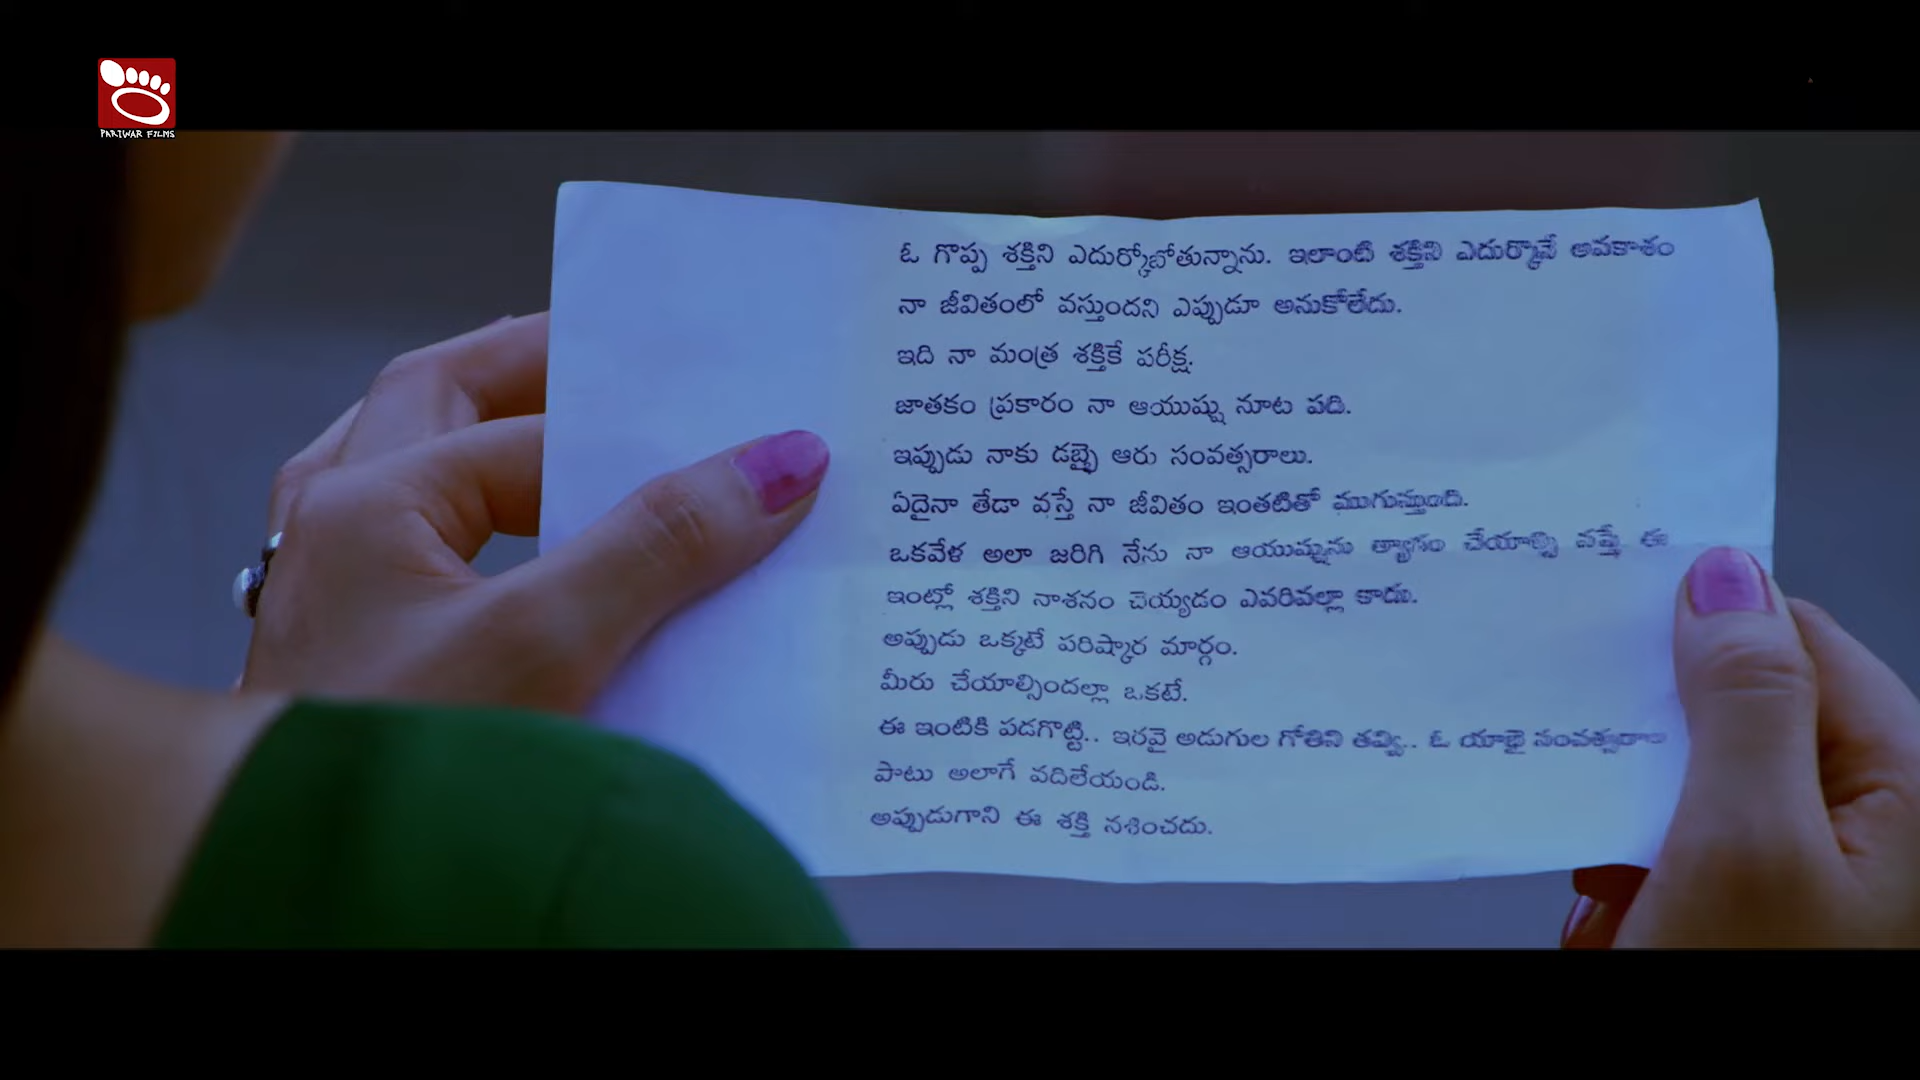 PARIWAR FILMS
ఓ గొప్ప శక్తిని ఎదుర్కోబోతున్నాను. ఇలాంటి శక్తిని ఎదుర్కొనే అవకాశం
నా జీవితంలో వస్తుందని ఎప్పుడూ అనుకోలేదు.
ఇది నా మంత్ర శక్తికే పరీక్ష.
జాతకం ప్రకారం నా ఆయుష్షు నూట పది.
ఇప్పుడు నాకు డబ్బై ఆరు సంవత్సరాలు.
ఏదైనా తేడా వస్తే నా జీవితం ఇంతటితో ముగుస్తుంది.
ఒకవేళ అలా జరిగి నేను నా ఆయుష్షును త్యాగం చేయాల్సి వస్తే ఈ
ఇంట్లో శక్తిని నాశనం చెయ్యడం ఎవరివల్లా కాదు.
అప్పుడు ఒక్కటే పరిష్కార మార్గం.
మీరు చేయాల్సిందల్లా ఒకటే.
ఈ ఇంటికి పడగొట్టి.. ఇరవై అడుగుల గోతిని తవ్వి.. ఓ యాభై సంవత్సరాల
పాటు అలాగే వదిలేయండి.
అప్పుడుగాని ఈ శక్తి నశించదు.